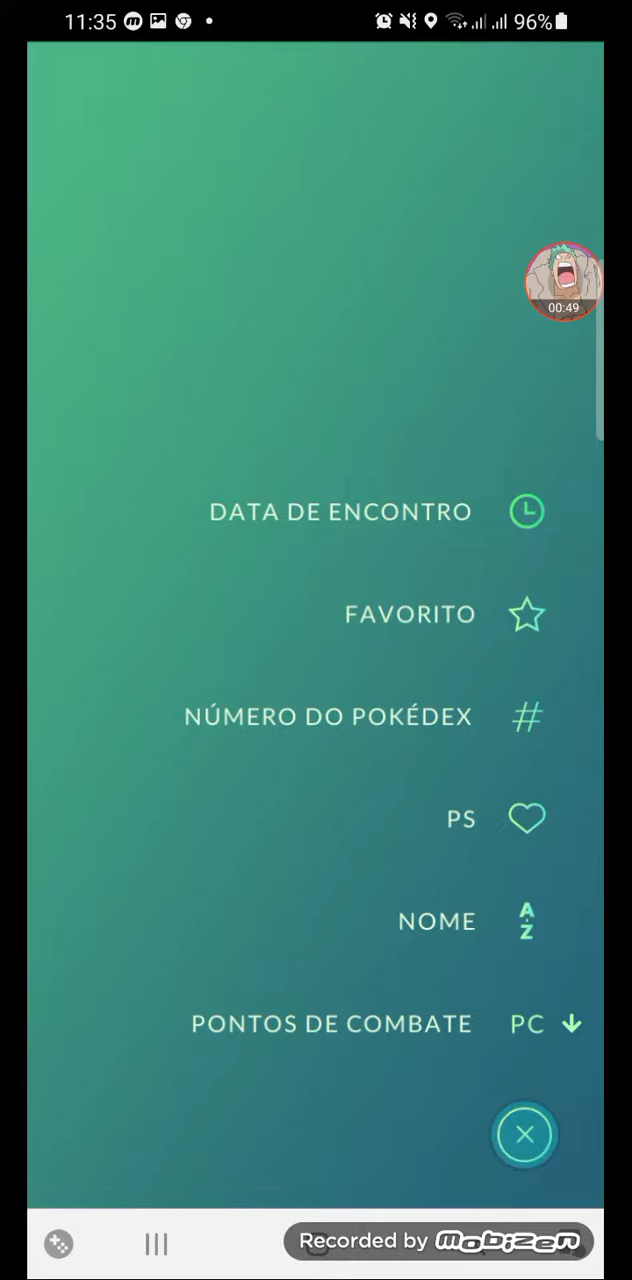 11:35
96%
00:49
DATA DE ENCONTRO
FAVORITO
NÚMERO DO POKÉDEX #
PS
NOME A-Z
PONTOS DE COMBATE PC
Recorded by mobizen